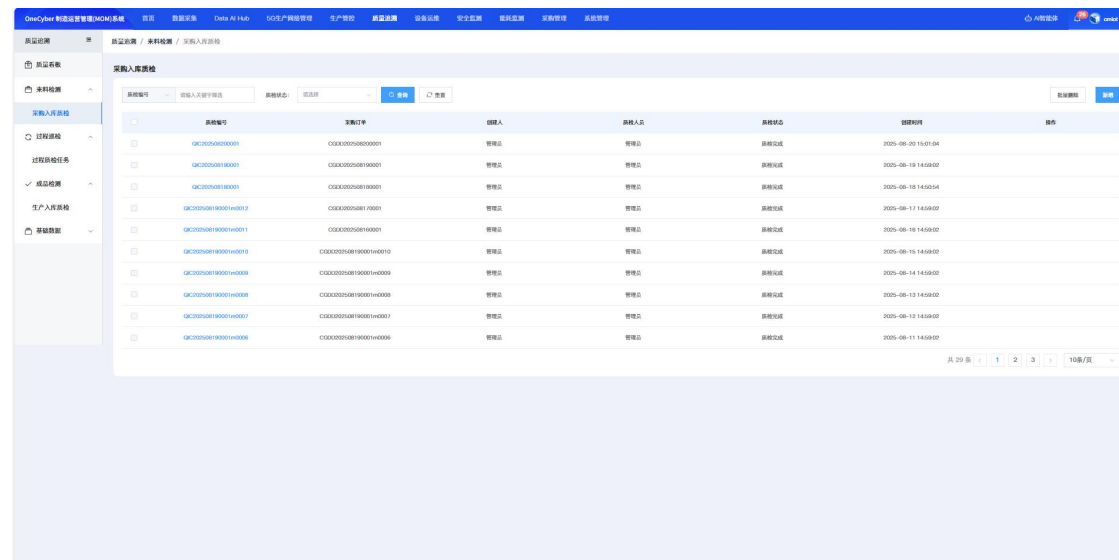 OneCyber 制造运营管理(MOM)系统 首页 数据采集 Data AI Hub 5G生产网络管理 生产管控 质量追溯 设备运维 安全监测 能耗监测 采购管理 系统管理 AI智能体 omiot
质量追溯 质量追溯 / 来料检测 / 采购入库质检
质量看板
来料检测
采购入库质检
过程巡检
过程质检任务
成品检测
生产入库质检
基础数据
采购入库质检
质检编号 请输入关键字筛选 质检状态: 请选择 查询 重置 批量删除 新增
质检编号 采购订单 创建人 质检人员 质检状态 创建时间 操作
QIC202508200001 CGDD202508200001 管理员 管理员 质检完成 2025-08-20 15:01:04
QIC202508190001 CGDD202508190001 管理员 管理员 质检完成 2025-08-19 14:59:02
QIC202508180001 CGDD202508180001 管理员 管理员 质检完成 2025-08-18 14:50:54
QIC202508190001m0012 CGDD202508170001 管理员 管理员 质检完成 2025-08-17 14:59:02
QIC202508190001m0011 CGDD202508160001 管理员 管理员 质检完成 2025-08-16 14:59:02
QIC202508190001m0010 CGDD202508190001m0010 管理员 管理员 质检完成 2025-08-15 14:59:02
QIC202508190001m0009 CGDD202508190001m0009 管理员 管理员 质检完成 2025-08-14 14:59:02
QIC202508190001m0008 CGDD202508190001m0008 管理员 管理员 质检完成 2025-08-13 14:59:02
QIC202508190001m0007 CGDD202508190001m0007 管理员 管理员 质检完成 2025-08-12 14:59:02
QIC202508190001m0006 CGDD202508190001m0006 管理员 管理员 质检完成 2025-08-11 14:59:02
共 29 条 1 2 3 10条/页